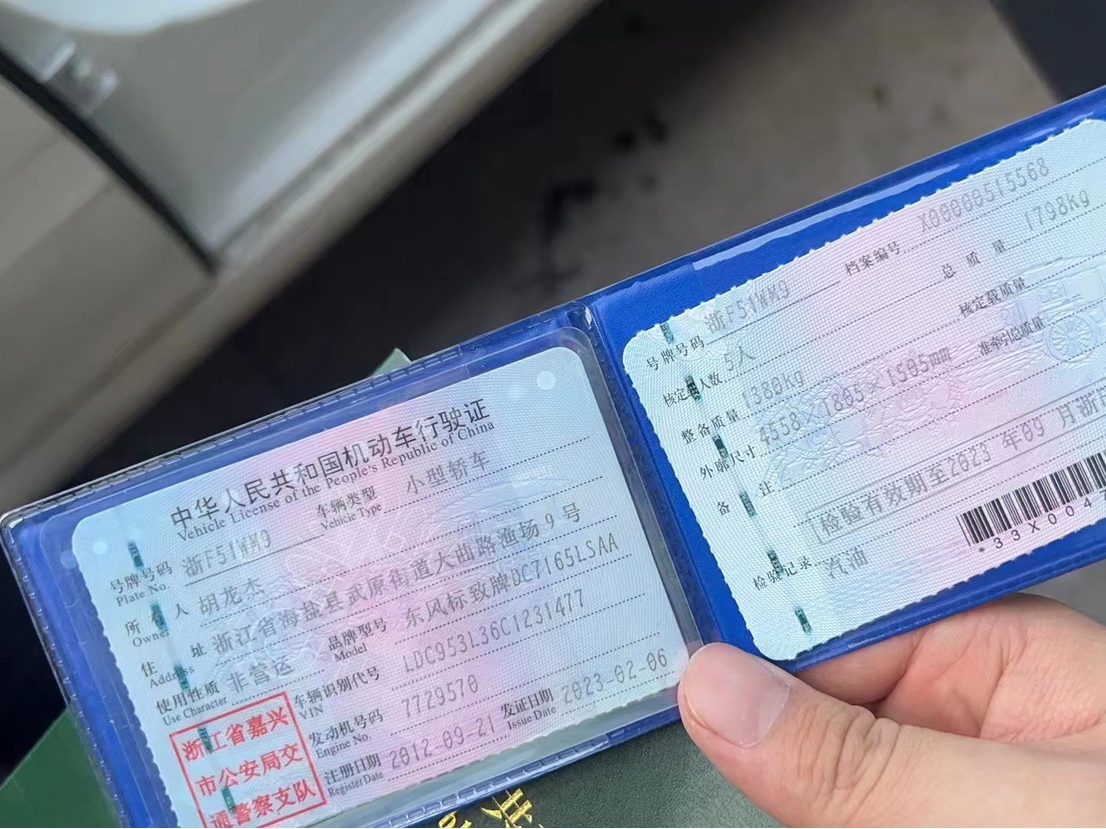 中华人民共和国机动车行驶证
Vehicle License of the People's Republic of China
号牌号码 浙F51WM9 车辆类型 小型轿车
Plate No. Vehicle Type
所有人 胡龙杰
Owner
住址 浙江省海盐县武原街道大曲路渔场9号
Address
使用性质 非营运 品牌型号 东风标致牌DC7165LSAA
Use Character Model
车辆识别代号 LDC953L36C1231477
VIN
发动机号码 7729570
Engine No.
注册日期 2012-09-21 发证日期 2023-02-06
Register Date Issue Date
浙江省嘉兴
市公安局交
通警察支队
号牌号码 浙F51WM9 档案编号 X00000515568
核定载人数 5人 总质量 1798kg
整备质量 1380kg 核定载质量
外廓尺寸 4558×1805×1505mm 准牵引总质量
备注
检验有效期至2023年09月浙
检验记录 汽油
*33X0047